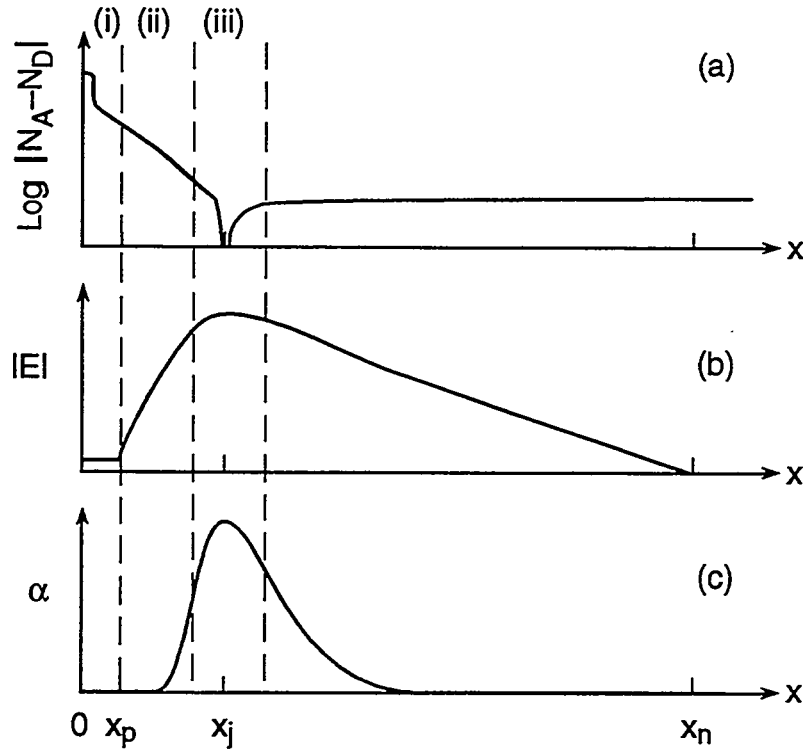 (i) (ii) (iii)
(a)
Log |N_A−N_D|
x
(b)
|E|
x
(c)
α
x
0 x_p x_j x_n